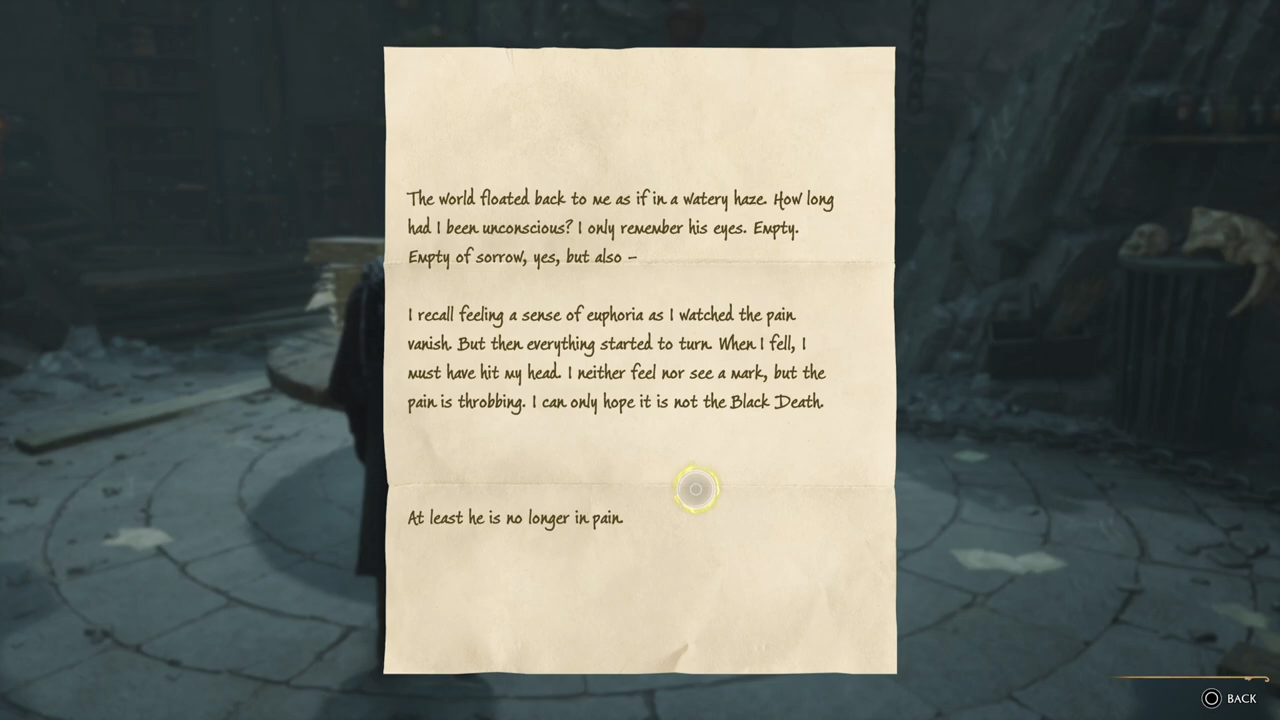 The world floated back to me as if in a watery haze. How long
had I been unconscious? I only remember his eyes. Empty.
Empty of sorrow, yes, but also –
I recall feeling a sense of euphoria as I watched the pain
vanish. But then everything started to turn. When I fell, I
must have hit my head. I neither feel nor see a mark, but the
pain is throbbing. I can only hope it is not the Black Death.
At least he is no longer in pain.
BACK